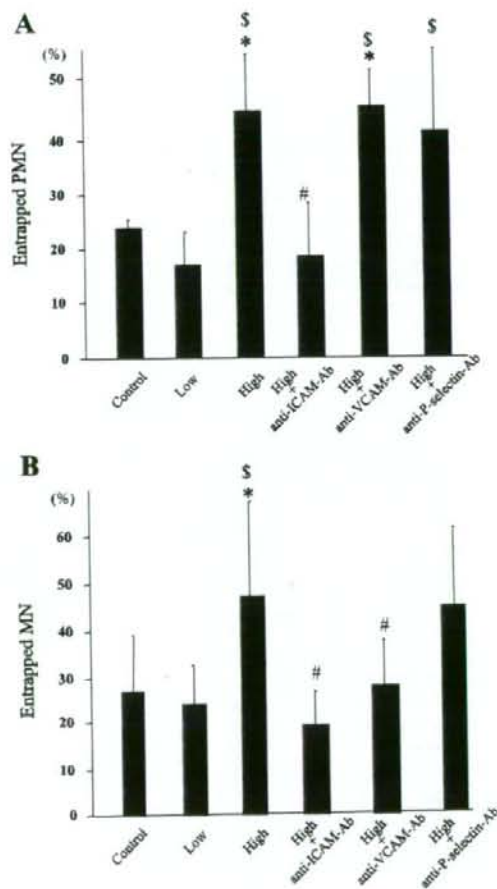 A
(%)
$
*
$
*
$
#
50
40
30
20
10
0
Entrapped PMN
Control
Low
High
High
+
anti-ICAM-Ab
High
+
anti-VCAM-Ab
High
+
anti-P-selectin-Ab
B
(%)
$
*
#
#
60
50
40
30
20
10
0
Entrapped MN
Control
Low
High
High
+
anti-ICAM-Ab
High
+
anti-VCAM-Ab
High
+
anti-P-selectin-Ab